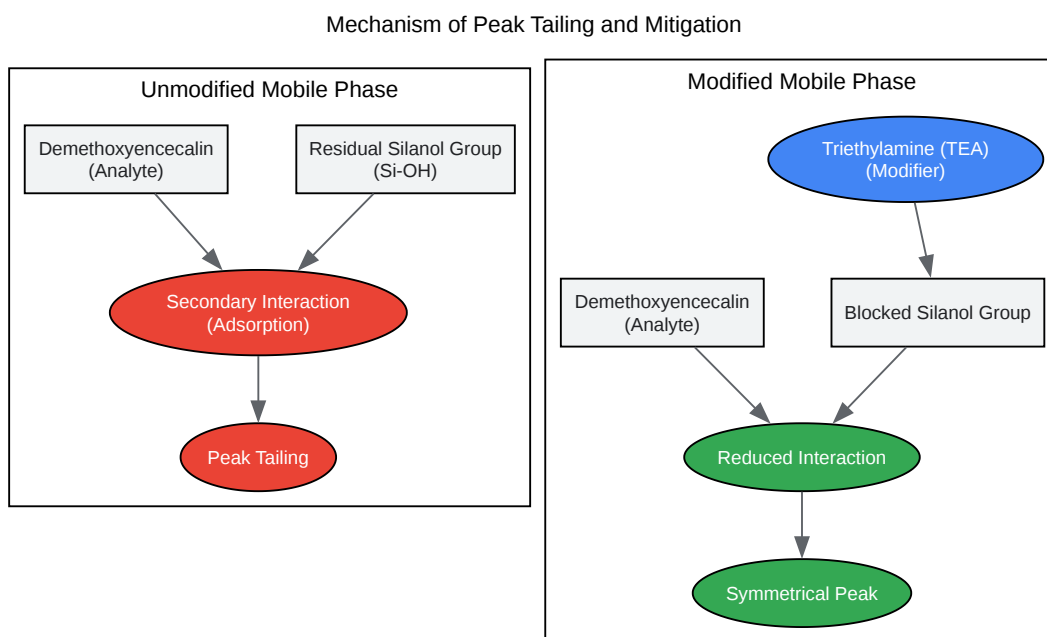 Mechanism of Peak Tailing and Mitigation
Unmodified Mobile Phase
Demethoxyencecalin
(Analyte)
Residual Silanol Group
(Si-OH)
Secondary Interaction
(Adsorption)
Peak Tailing
Modified Mobile Phase
Triethylamine (TEA)
(Modifier)
Demethoxyencecalin
(Analyte)
Blocked Silanol Group
Reduced Interaction
Symmetrical Peak